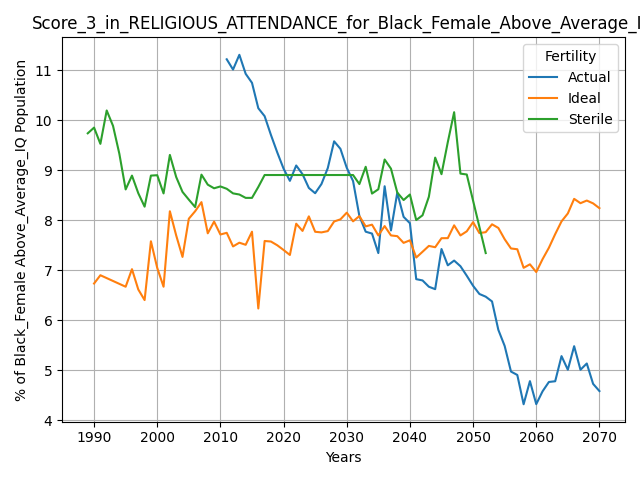 Score_3_in_RELIGIOUS_ATTENDANCE_for_Black_Female_Above_Average_I
% of Black_Female Above_Average_IQ Population
11
10
9
8
7
6
5
4
Fertility
Actual
Ideal
Sterile
1990 2000 2010 2020 2030 2040 2050 2060 2070
Years